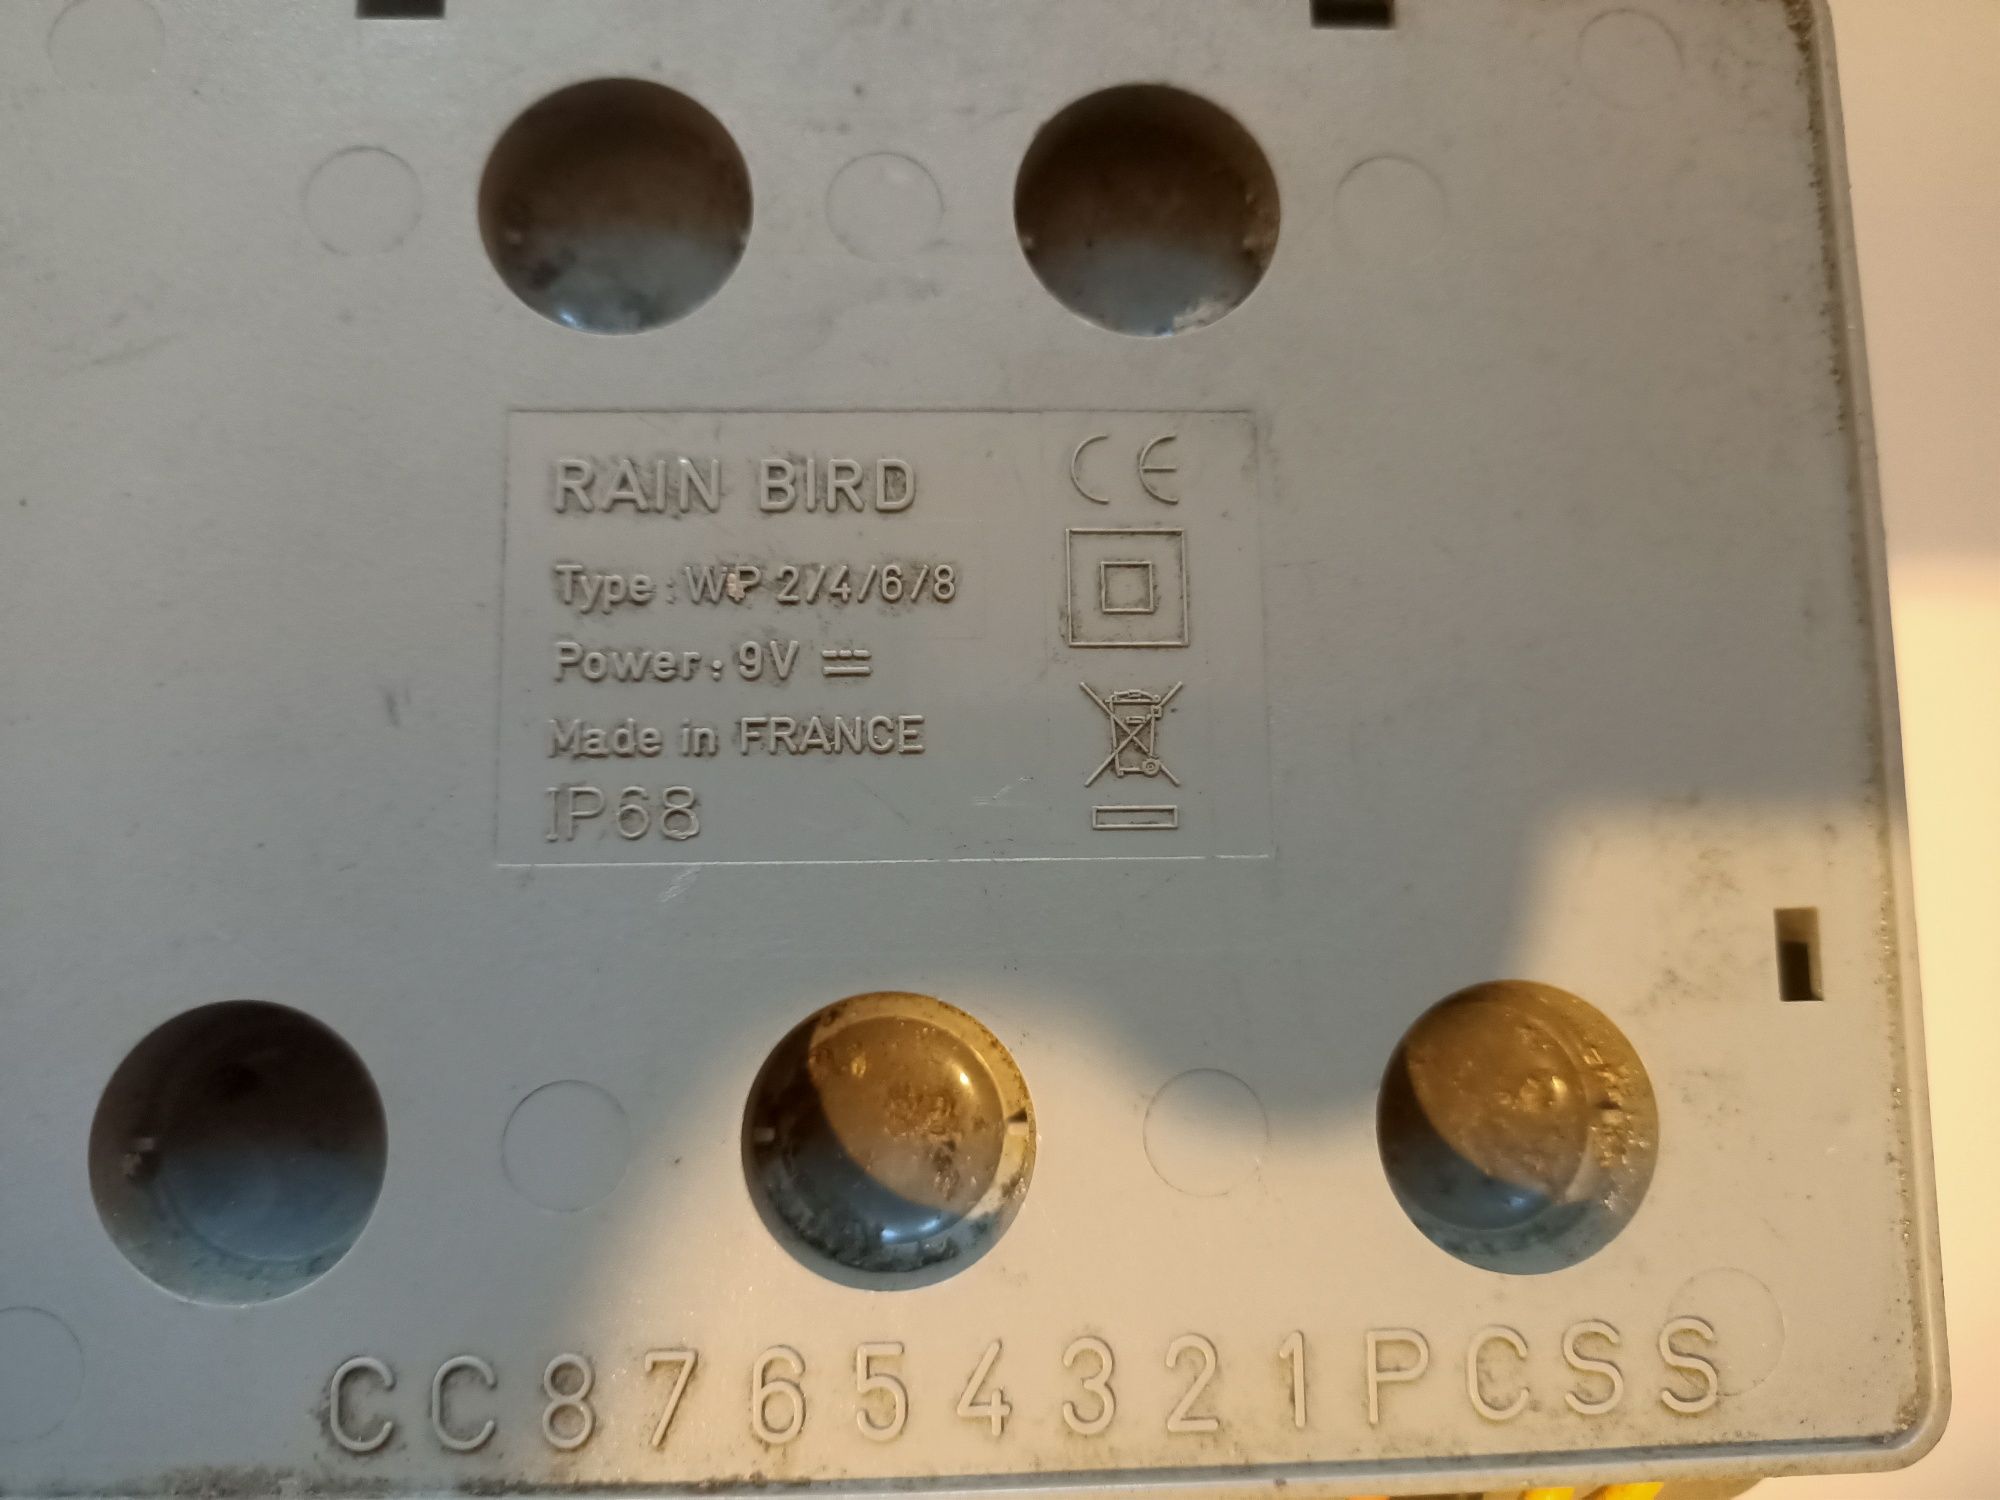 RAIN BIRD
CE
Type: WP 2/4/6/8
Power: 9V
Made in FRANCE
IP68
CC87654321PCSS